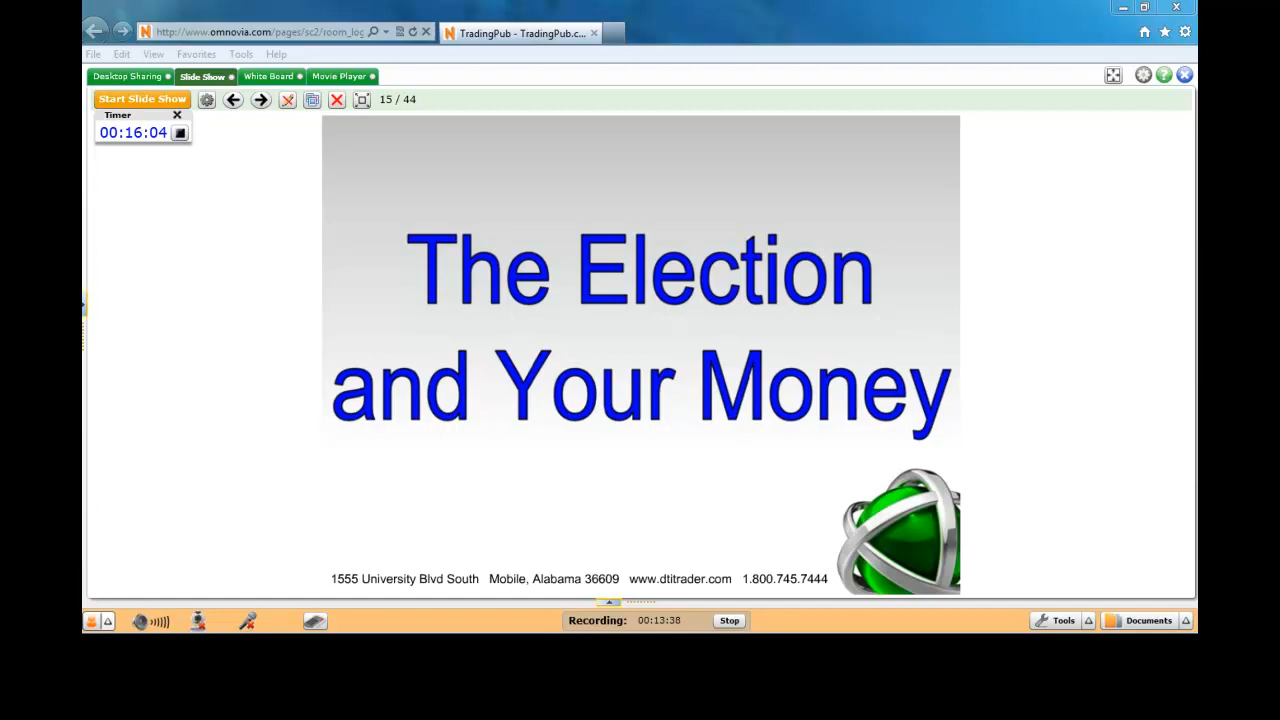 http://www.omnovia.com/pages/sc2/room_log
TradingPub - TradingPub.c...
File Edit View Favorites Tools Help
Desktop Sharing Slide Show White Board Movie Player
Start Slide Show 15 / 44
Timer
00:16:04
The Election
and Your Money
1555 University Blvd South Mobile, Alabama 36609 www.dtitrader.com 1.800.745.7444
Recording: 00:13:38 Stop Tools Documents